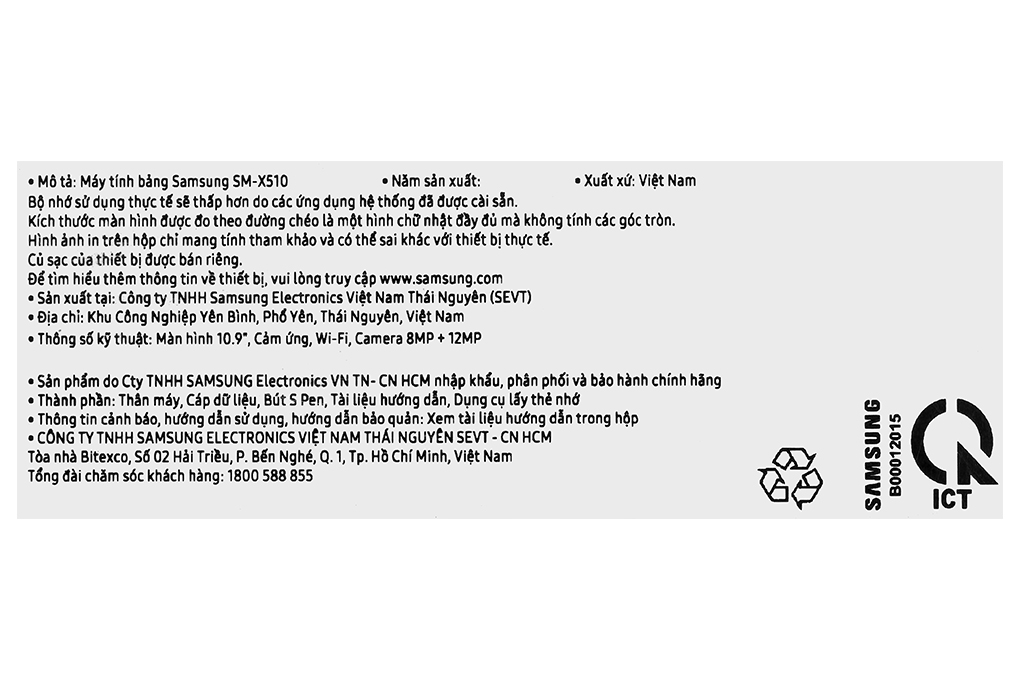 • Mô tả: Máy tính bảng Samsung SM-X510 • Năm sản xuất: • Xuất xứ: Việt Nam
Bộ nhớ sử dụng thực tế sẽ thấp hơn do các ứng dụng hệ thống đã được cài sẵn.
Kích thước màn hình được đo theo đường chéo là một hình chữ nhật đầy đủ mà không tính các góc tròn.
Hình ảnh in trên hộp chỉ mang tính tham khảo và có thể sai khác với thiết bị thực tế.
Củ sạc của thiết bị được bán riêng.
Để tìm hiểu thêm thông tin về thiết bị, vui lòng truy cập www.samsung.com
• Sản xuất tại: Công ty TNHH Samsung Electronics Việt Nam Thái Nguyên (SEVT)
• Địa chỉ: Khu Công Nghiệp Yên Bình, Phổ Yên, Thái Nguyên, Việt Nam
• Thông số kỹ thuật: Màn hình 10.9", Cảm ứng, Wi-Fi, Camera 8MP + 12MP
• Sản phẩm do Cty TNHH SAMSUNG Electronics VN TN- CN HCM nhập khẩu, phân phối và bảo hành chính hãng
• Thành phần: Thân máy, Cáp dữ liệu, Bút S Pen, Tài liệu hướng dẫn, Dụng cụ lấy thẻ nhớ
• Thông tin cảnh báo, hướng dẫn sử dụng, hướng dẫn bảo quản: Xem tài liệu hướng dẫn trong hộp
• CÔNG TY TNHH SAMSUNG ELECTRONICS VIỆT NAM THÁI NGUYÊN SEVT - CN HCM
Tòa nhà Bitexco, Số 02 Hải Triều, P. Bến Nghé, Q. 1, Tp. Hồ Chí Minh, Việt Nam
Tổng đài chăm sóc khách hàng: 1800 588 855
SAMSUNG
B00012015
ICT